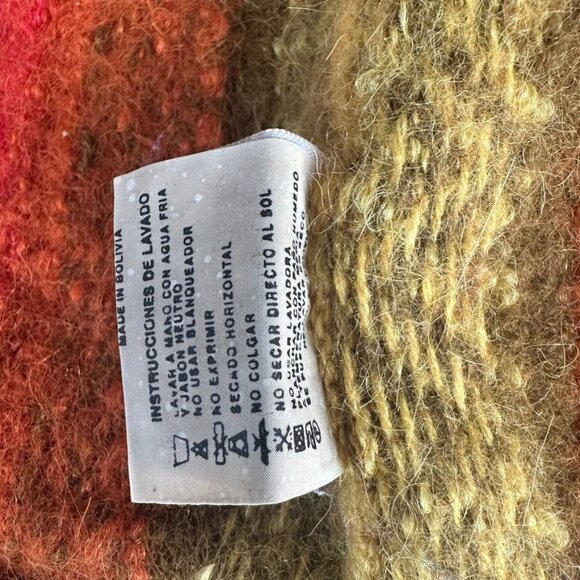 MADE IN BOLIVIA
INSTRUCCIONES DE LAVADO
LAVAR A MANO CON AGUA FRIA
Y JABON NEUTRO
NO USAR BLANQUEADOR
NO EXPRIMIR
SECADO HORIZONTAL
NO COLGAR
NO SECAR DIRECTO AL SOL
NO USAR LAVADORA